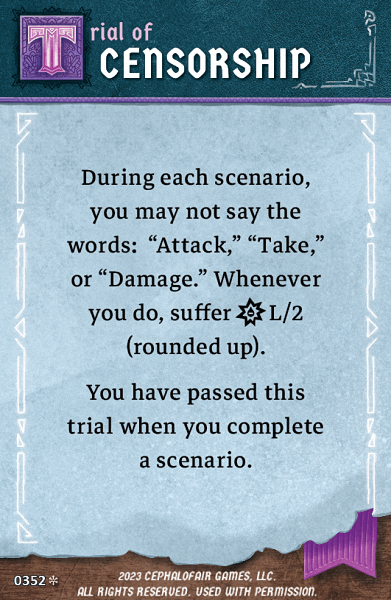 Trial of
CENSORSHIP
During each scenario,
you may not say the
words: “Attack,” “Take,”
or “Damage.” Whenever
you do, suffer L/2
(rounded up).
You have passed this
trial when you complete
a scenario.
0352
2023 CEPHALOFAIR GAMES, LLC.
ALL RIGHTS RESERVED. USED WITH PERMISSION.